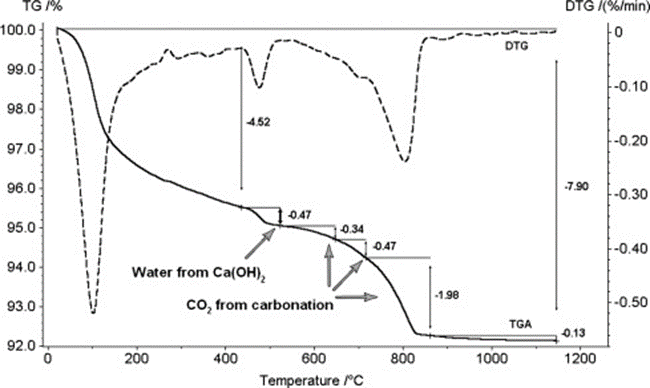 TG /%
DTG /(%/min)
100.0
99.0
98.0
97.0
96.0
95.0
94.0
93.0
92.0
0
-0.10
-0.20
-0.30
-0.40
-0.50
DTG
-4.52
-7.90
-0.47
-0.34
-0.47
-1.98
-0.13
Water from Ca(OH)₂
CO₂ from carbonation
TGA
0 200 400 600 800 1000 1200
Temperature /°C